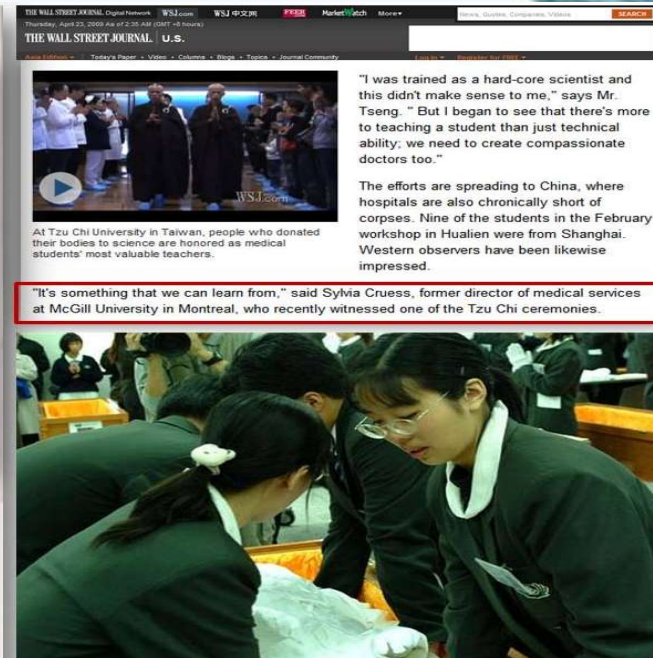 THE WALL STREET JOURNAL. Digital Network WSJ.com WSJ 中文网 FEER MarketWatch More▾
News, Quotes, Companies, Videos SEARCH
Thursday, April 23, 2009 As of 2:35 AM (GMT +8 hours)
THE WALL STREET JOURNAL. U.S.
Asia Edition ▾ Today's Paper • Video • Columns • Blogs • Topics • Journal Community Log in ▾ Register for FREE ▾
WSJ.com
At Tzu Chi University in Taiwan, people who donated
their bodies to science are honored as medical
students' most valuable teachers.
"I was trained as a hard-core scientist and
this didn't make sense to me," says Mr.
Tseng. " But I began to see that there's more
to teaching a student than just technical
ability; we need to create compassionate
doctors too."
The efforts are spreading to China, where
hospitals are also chronically short of
corpses. Nine of the students in the February
workshop in Hualien were from Shanghai.
Western observers have been likewise
impressed.
"It's something that we can learn from," said Sylvia Cruess, former director of medical services
at McGill University in Montreal, who recently witnessed one of the Tzu Chi ceremonies.